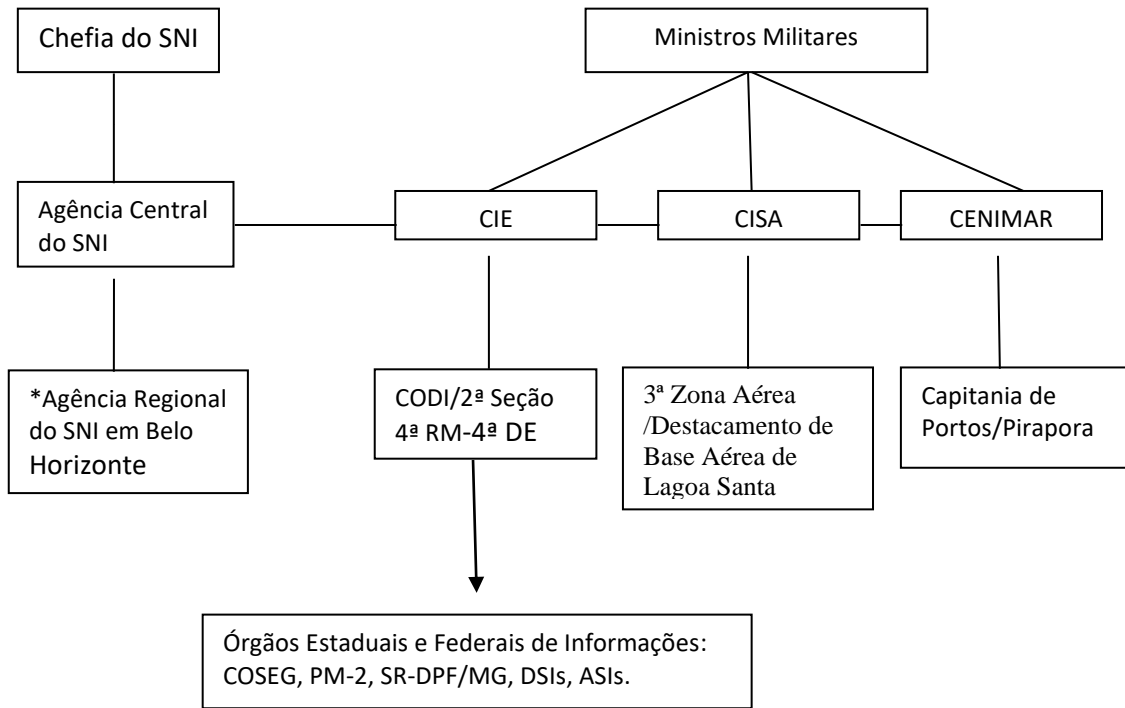 Chefia do SNI
Ministros Militares
Agência Central
do SNI
CIE
CISA
CENIMAR
*Agência Regional
do SNI em Belo
Horizonte
CODI/2ª Seção
4ª RM-4ª DE
3ª Zona Aérea
/Destacamento de
Base Aérea de
Lagoa Santa
Capitania de
Portos/Pirapora
Órgãos Estaduais e Federais de Informações:
COSEG, PM-2, SR-DPF/MG, DSIs, ASIs.